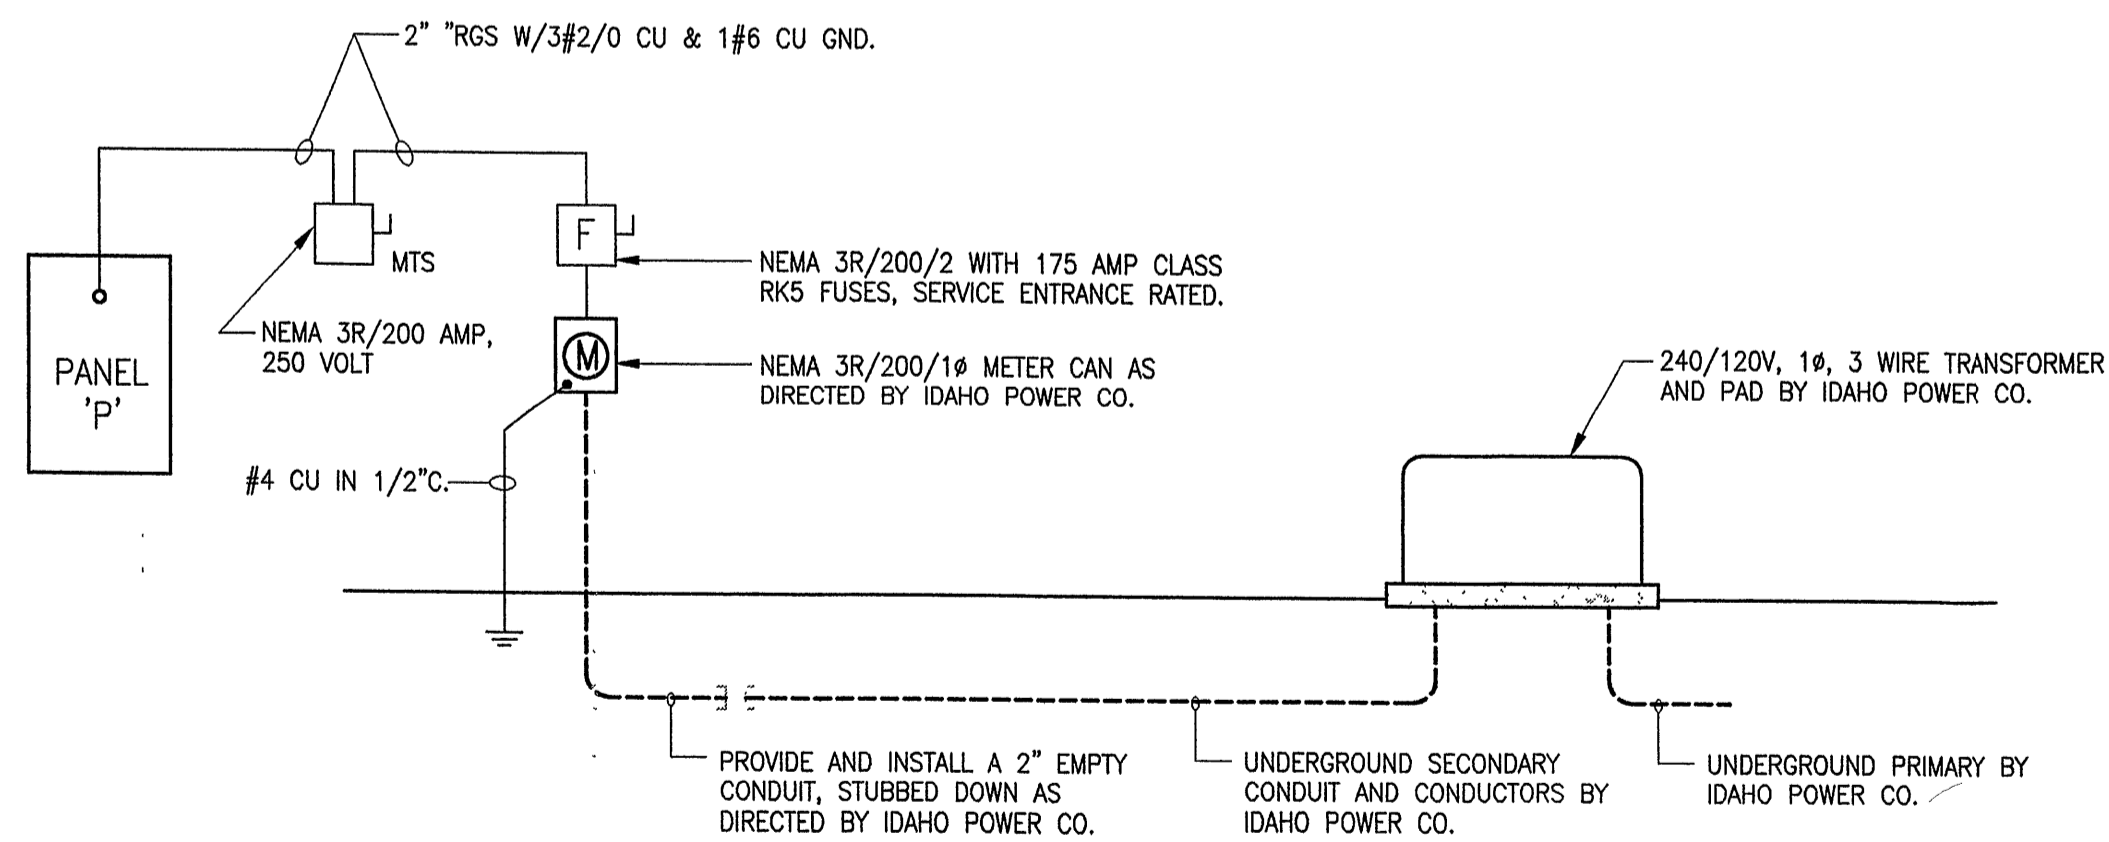 2" "RGS W/3#2/0 CU & 1#6 CU GND.
F
MTS
NEMA 3R/200/2 WITH 175 AMP CLASS
RK5 FUSES, SERVICE ENTRANCE RATED.
NEMA 3R/200 AMP,
250 VOLT
PANEL
'P'
M
NEMA 3R/200/1ø METER CAN AS
DIRECTED BY IDAHO POWER CO.
240/120V, 1ø, 3 WIRE TRANSFORMER
AND PAD BY IDAHO POWER CO.
#4 CU IN 1/2"C.
PROVIDE AND INSTALL A 2" EMPTY
CONDUIT, STUBBED DOWN AS
DIRECTED BY IDAHO POWER CO.
UNDERGROUND SECONDARY
CONDUIT AND CONDUCTORS BY
IDAHO POWER CO.
UNDERGROUND PRIMARY BY
IDAHO POWER CO.